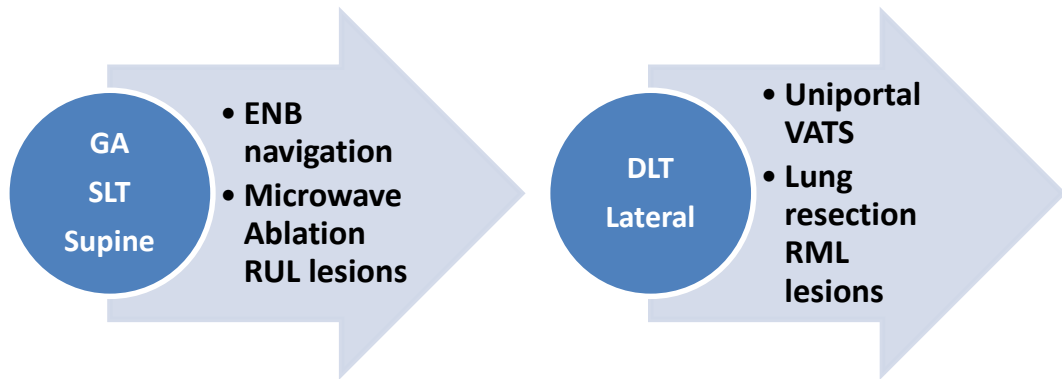 GA
SLT
Supine
• ENB
navigation
• Microwave
Ablation
RUL lesions
DLT
Lateral
• Uniportal
VATS
• Lung
resection
RML
lesions